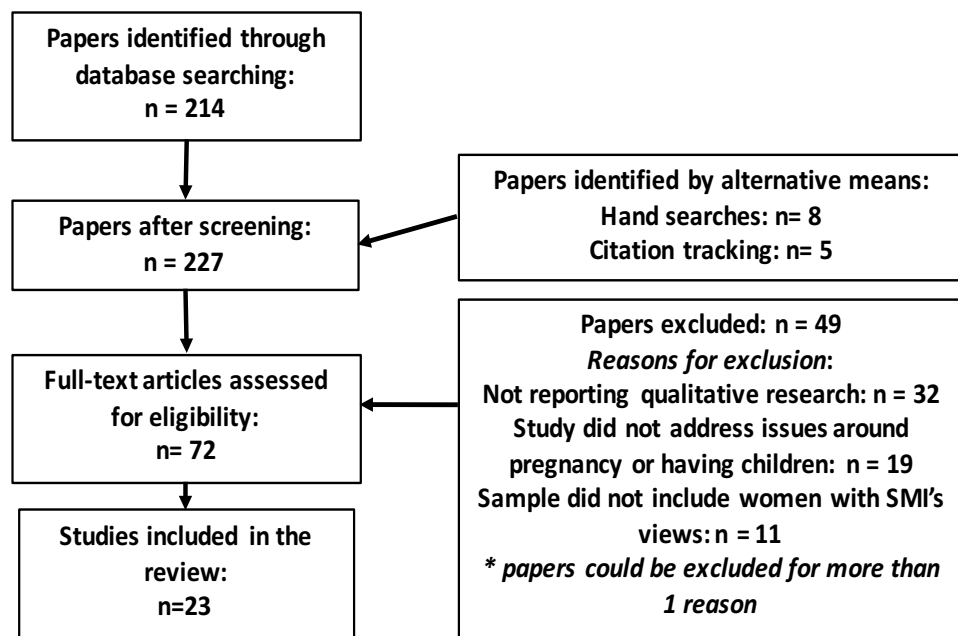 Papers identified through
database searching:
n = 214
Papers identified by alternative means:
Hand searches: n= 8
Citation tracking: n= 5
Papers after screening:
n = 227
Papers excluded: n = 49
Reasons for exclusion:
Not reporting qualitative research: n = 32
Study did not address issues around
pregnancy or having children: n = 19
Sample did not include women with SMI's
views: n = 11
* papers could be excluded for more than
1 reason
Full-text articles assessed
for eligibility:
n= 72
Studies included in the
review:
n=23